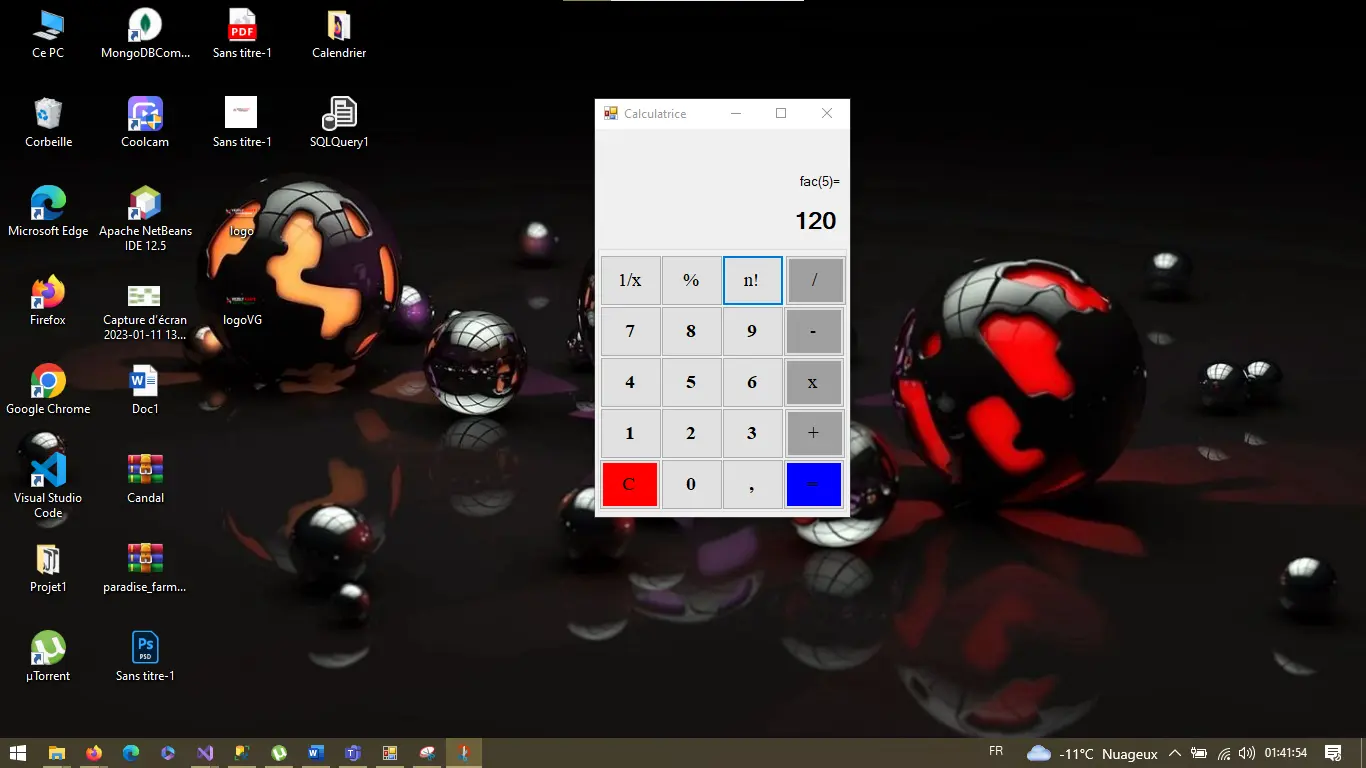 Ce PC
MongoDBCom...
PDF
Sans titre-1
Calendrier
Corbeille
Coolcam
Sans titre-1
SQLQuery1
Microsoft Edge
Apache NetBeans
IDE 12.5
logo
Firefox
Capture d'écran
2023-01-11 13...
logoVG
Google Chrome
Doc1
Visual Studio
Code
Candal
Projet1
paradise_farm...
µTorrent
Ps
PSD
Sans titre-1
Calculatrice
fac(5)=
120
1/x % n! /
7 8 9 -
4 5 6 x
1 2 3 +
C 0 , =
FR
-11°C Nuageux
01:41:54